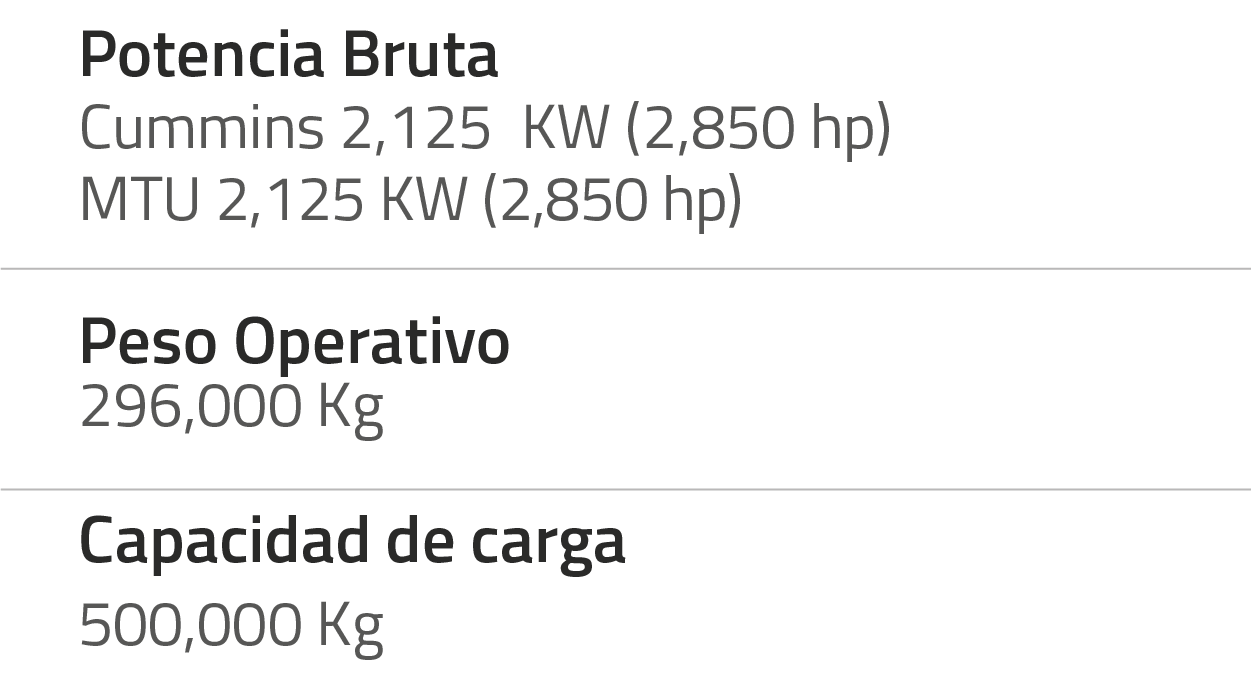 Potencia Bruta
Cummins 2,125  KW (2,850 hp)
MTU 2,125 KW (2,850 hp)
Peso Operativo
296,000 Kg
Capacidad de carga
500,000 Kg